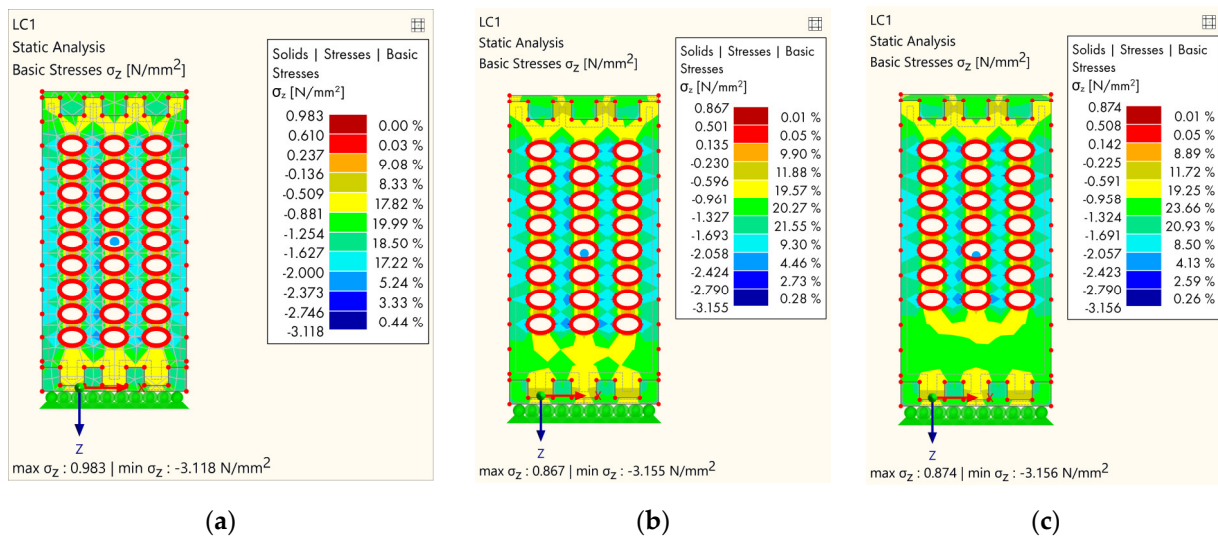 LC1
Static Analysis
Basic Stresses σz [N/mm2]
Solids | Stresses | Basic
Stresses
σz [N/mm2]
0.983
0.610
0.237
-0.136
-0.509
-0.881
-1.254
-1.627
-2.000
-2.373
-2.746
-3.118
0.00 %
0.03 %
9.08 %
8.33 %
17.82 %
19.99 %
18.50 %
17.22 %
5.24 %
3.33 %
0.44 %
X
Z
max σz : 0.983 | min σz : -3.118 N/mm2
(a)
LC1
Static Analysis
Basic Stresses σz [N/mm2]
Solids | Stresses | Basic
Stresses
σz [N/mm2]
0.867
0.501
0.135
-0.230
-0.596
-0.961
-1.327
-1.693
-2.058
-2.424
-2.790
-3.155
0.01 %
0.05 %
9.90 %
11.88 %
19.57 %
20.27 %
21.55 %
9.30 %
4.46 %
2.73 %
0.28 %
X
Z
max σz : 0.867 | min σz : -3.155 N/mm2
(b)
LC1
Static Analysis
Basic Stresses σz [N/mm2]
Solids | Stresses | Basic
Stresses
σz [N/mm2]
0.874
0.508
0.142
-0.225
-0.591
-0.958
-1.324
-1.691
-2.057
-2.423
-2.790
-3.156
0.01 %
0.05 %
8.89 %
11.72 %
19.25 %
23.66 %
20.93 %
8.50 %
4.13 %
2.59 %
0.26 %
X
Z
max σz : 0.874 | min σz : -3.156 N/mm2
(c)